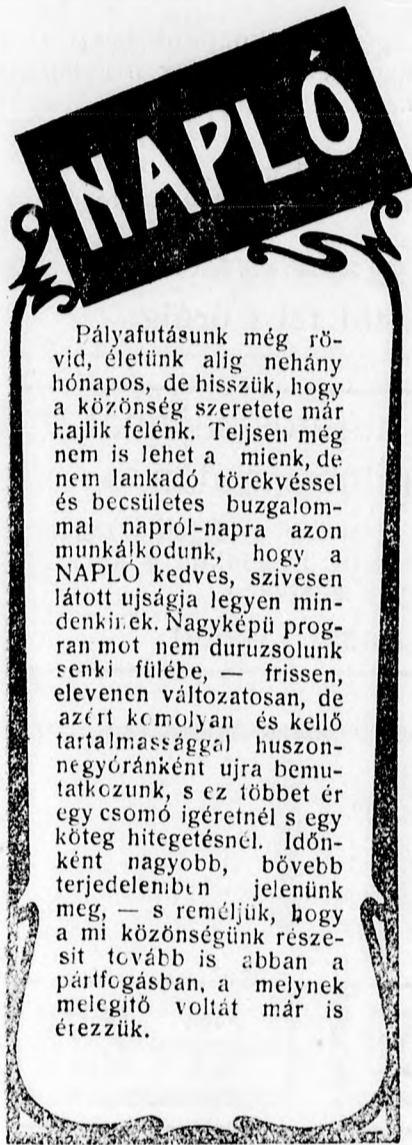 NAPLÓ
Pályafutásunk még rö-
vid, életünk alig nehány
hónapos, de hisszük, hogy
a közönség szeretete már
hajlik felénk. Teljsen még
nem is lehet a mienk, de
nem lankadó törekvéssel
és becsületes buzgalom-
mal napról-napra azon
munkálkodunk, hogy a
NAPLÓ kedves, szivesen
látott ujságja legyen min-
denkinek. Nagyképü prog-
rammot nem duruzsolunk
senki fülébe, — frissen,
elevenen változatosan, de
azért komolyan és kellő
tartalmassággal huszon-
negyóránként ujra bemu-
tatkozunk, s ez többet ér
egy csomó igéretnél s egy
köteg hitegetésnél. Időn-
ként nagyobb, bővebb
terjedelemben jelenünk
meg, — s reméljük, hogy
a mi közönségünk része-
sit tovább is abban a
pártfogásban, a melynek
melegitő voltát már is
érezzük.